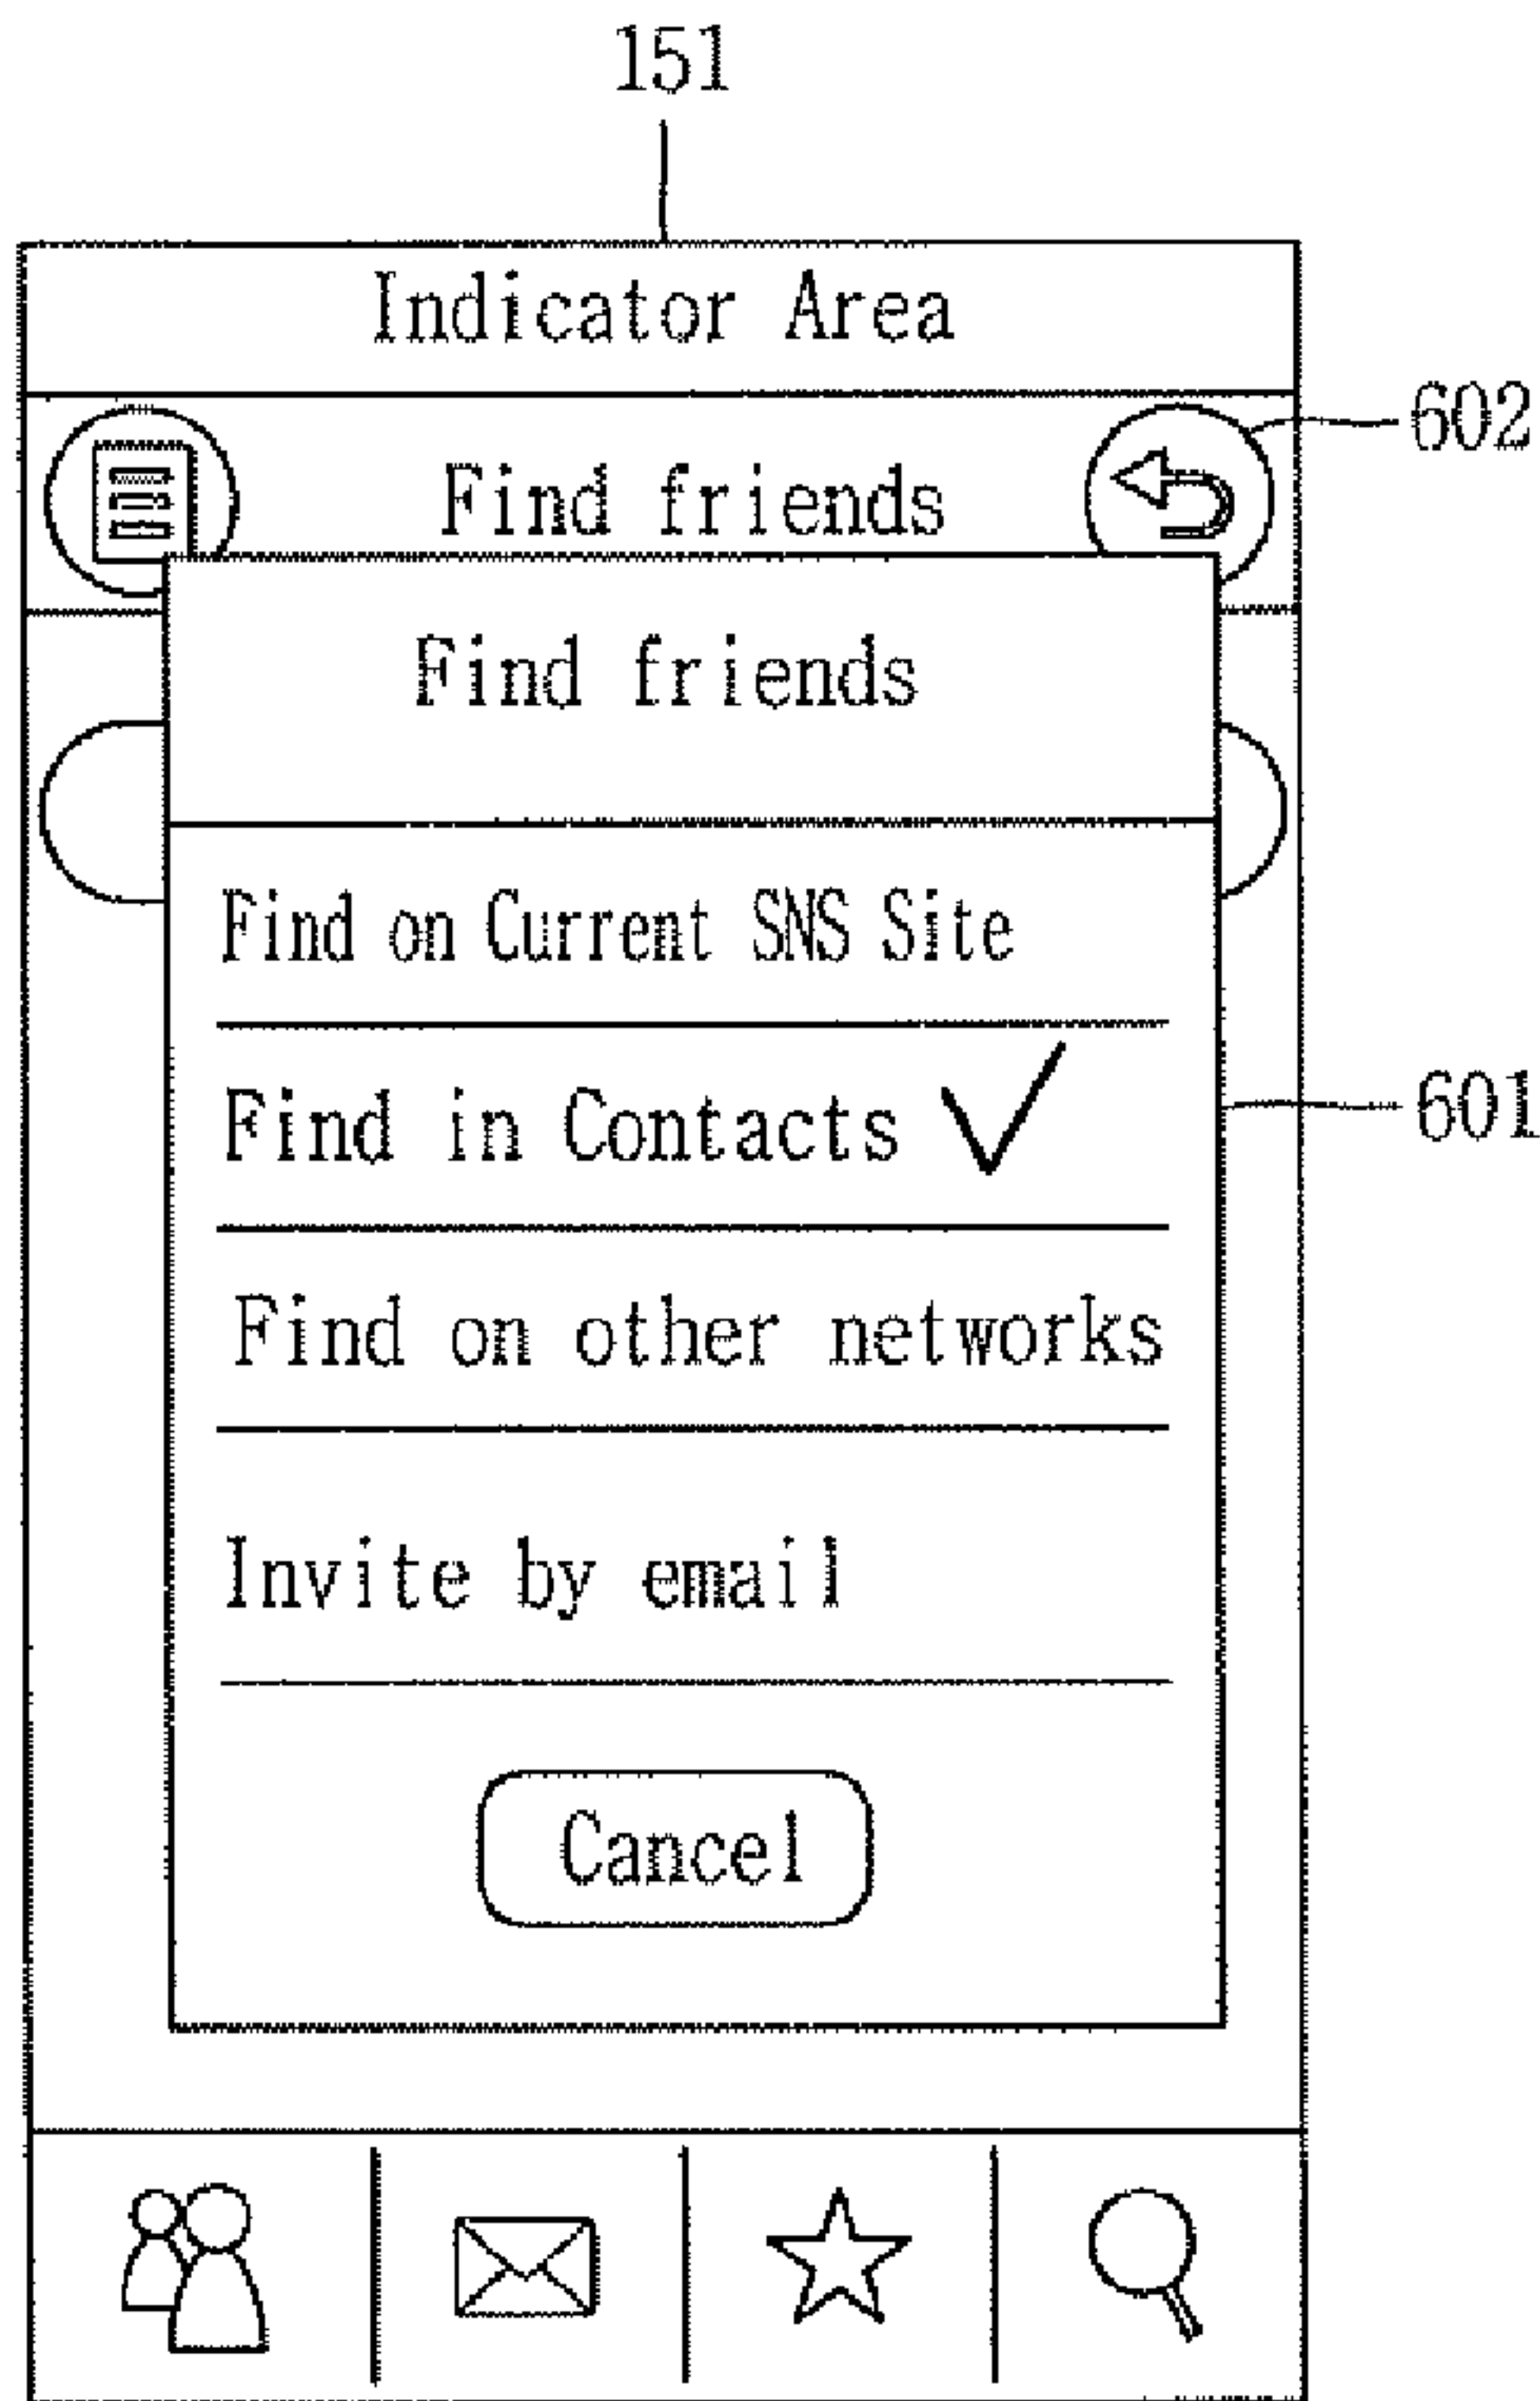 151
Indicator Area
602
Find friends
Find friends
Find on Current SNS Site
Find in Contacts
601
Find on other networks
Invite by email
Cancel